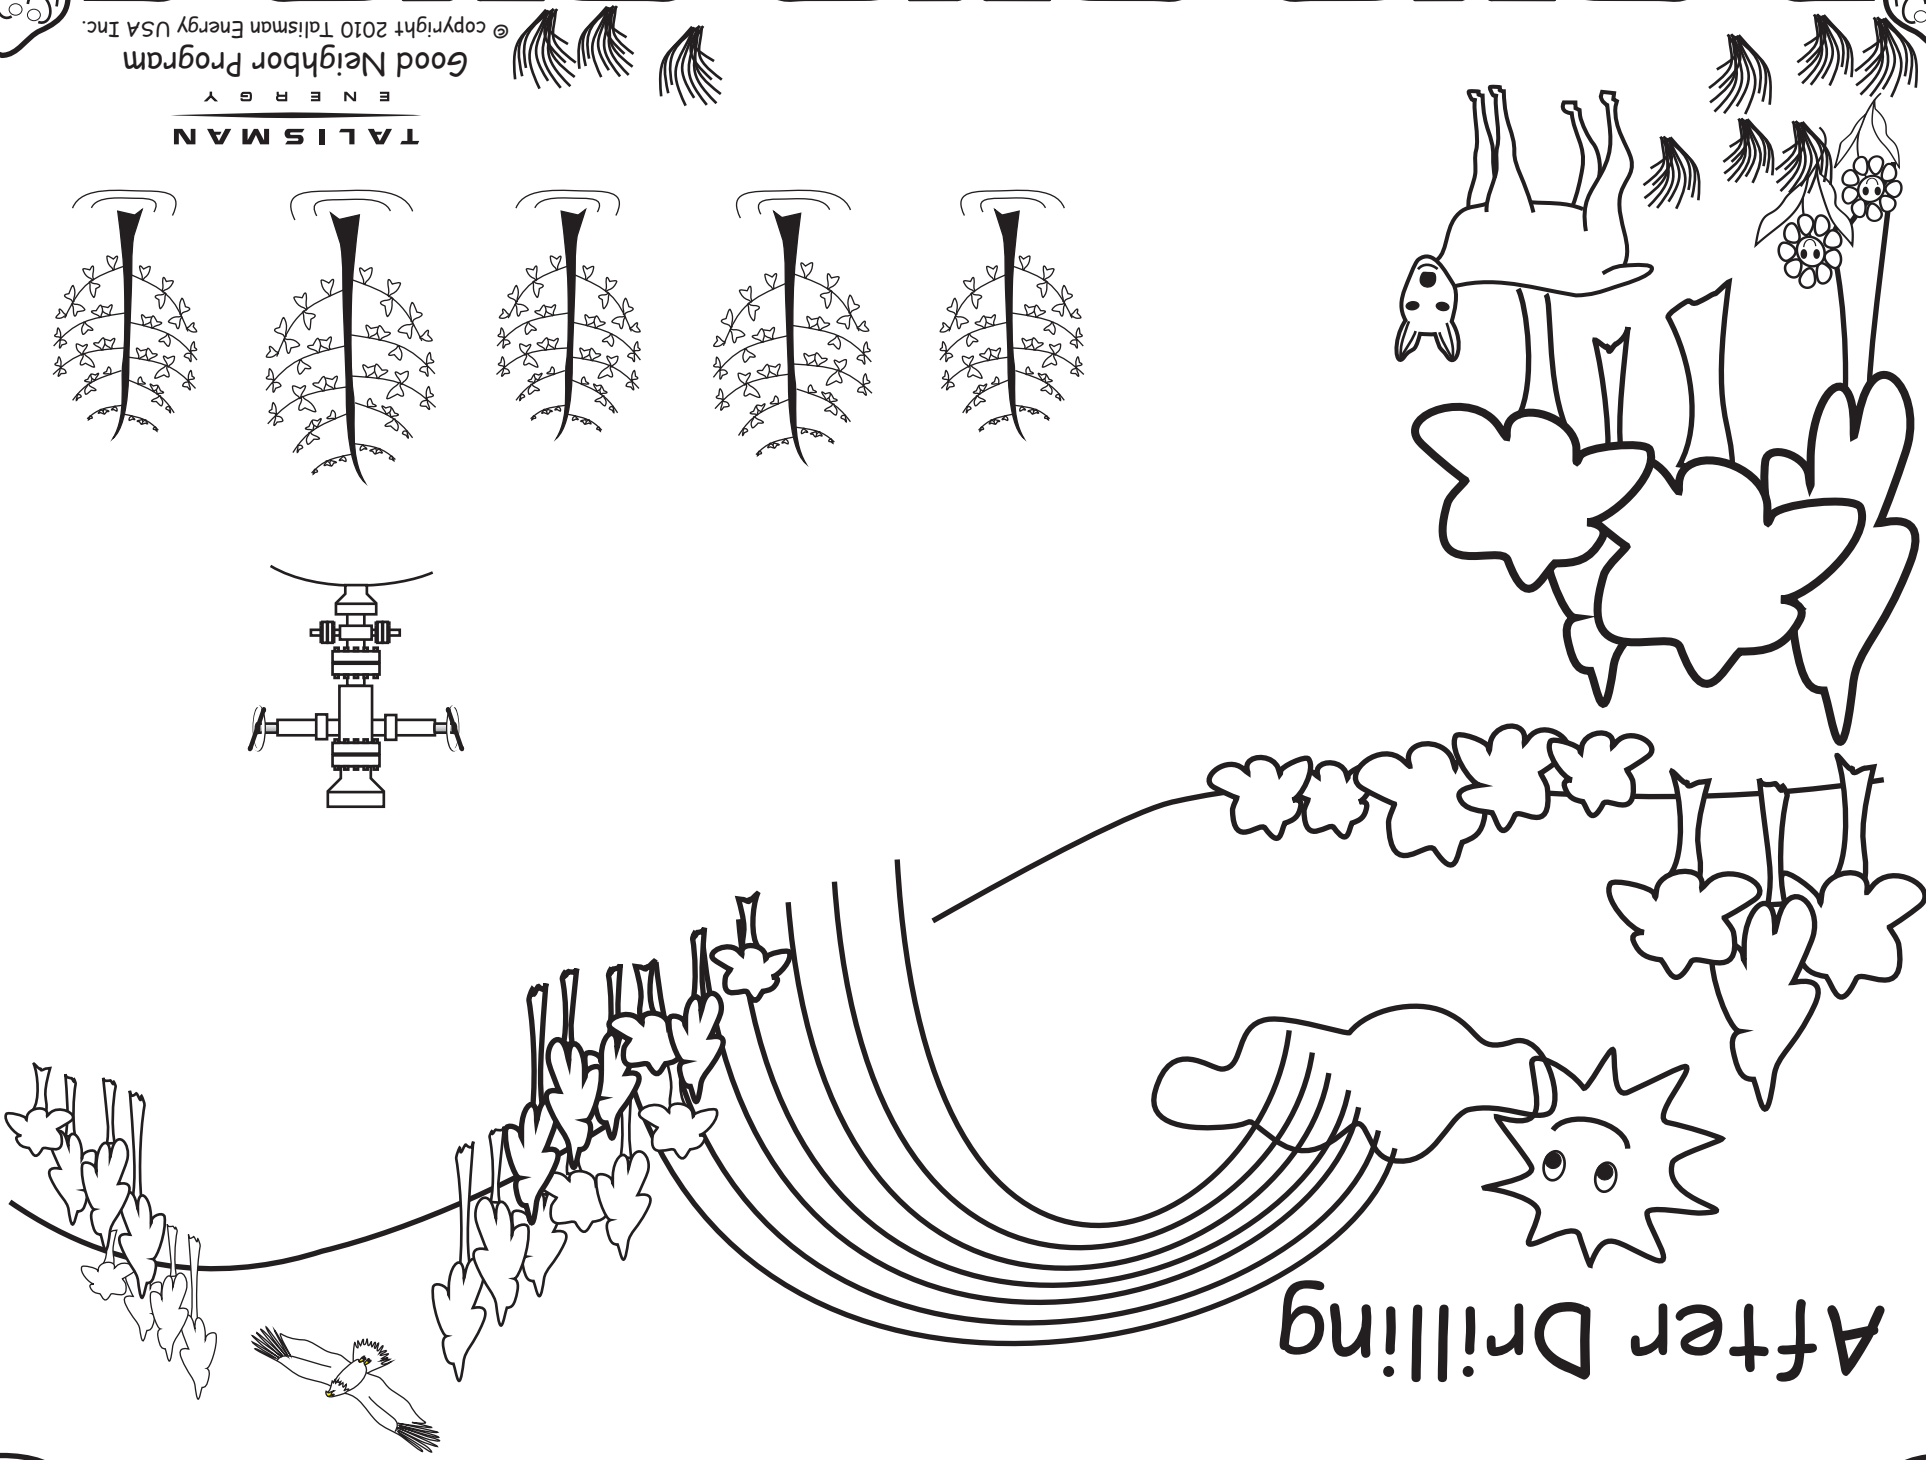 After Drilling
TALISMAN
ENERGY
Good Neighbor Program
© copyright 2010 Talisman Energy USA Inc.